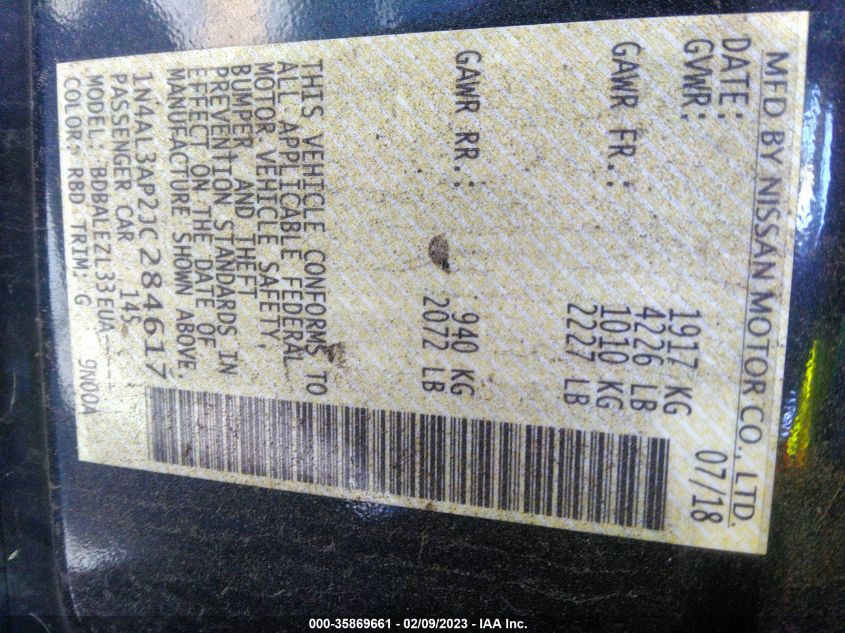 MFD BY NISSAN MOTOR CO., LTD.
DATE: 07/18
GVWR: 1917 KG
4226 LB
GAWR FR.: 1010 KG
2227 LB
GAWR RR.: 940 KG
2072 LB
THIS VEHICLE CONFORMS TO
ALL APPLICABLE FEDERAL
MOTOR VEHICLE SAFETY,
BUMPER AND THEFT
PREVENTION STANDARDS IN
EFFECT ON THE DATE OF
MANUFACTURE SHOWN ABOVE.
1N4AL3AP2JC284617
PASSENGER CAR 145
MODEL: BDBALEZL33EUA-----
COLOR: RBD TRIM: G 9N00A
000-35869661 - 02/09/2023 - IAA Inc.